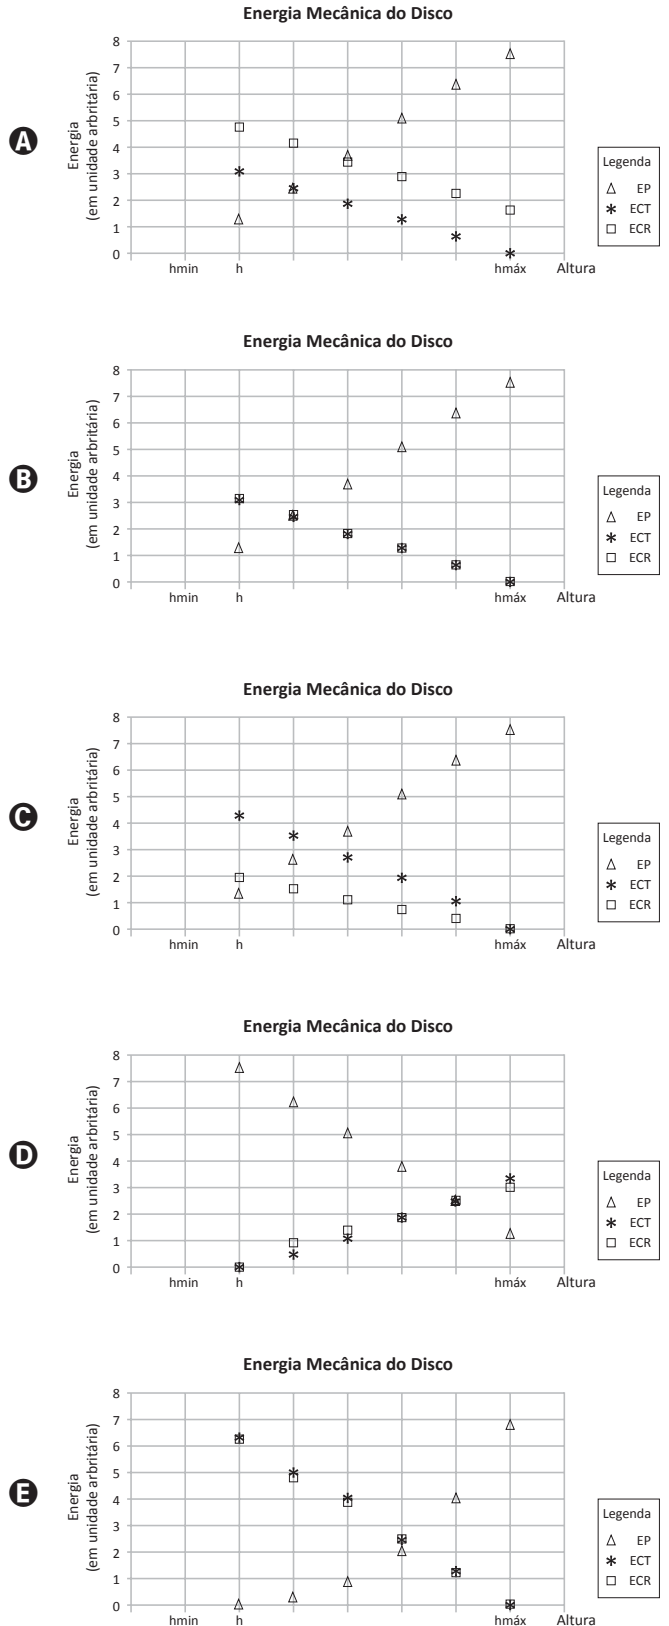 Energia Mecânica do Disco
A
Energia
(em unidade arbritária)
8
7
6
5
4
3
2
1
0
hmin h hmáx Altura
Legenda
EP
ECT
ECR
Energia Mecânica do Disco
B
Energia
(em unidade arbritária)
8
7
6
5
4
3
2
1
0
hmin h hmáx Altura
Legenda
EP
ECT
ECR
Energia Mecânica do Disco
C
Energia
(em unidade arbritária)
8
7
6
5
4
3
2
1
0
hmin h hmáx Altura
Legenda
EP
ECT
ECR
Energia Mecânica do Disco
D
Energia
(em unidade arbritária)
8
7
6
5
4
3
2
1
0
hmin h hmáx Altura
Legenda
EP
ECT
ECR
Energia Mecânica do Disco
E
Energia
(em unidade arbritária)
8
7
6
5
4
3
2
1
0
hmin h hmáx Altura
Legenda
EP
ECT
ECR